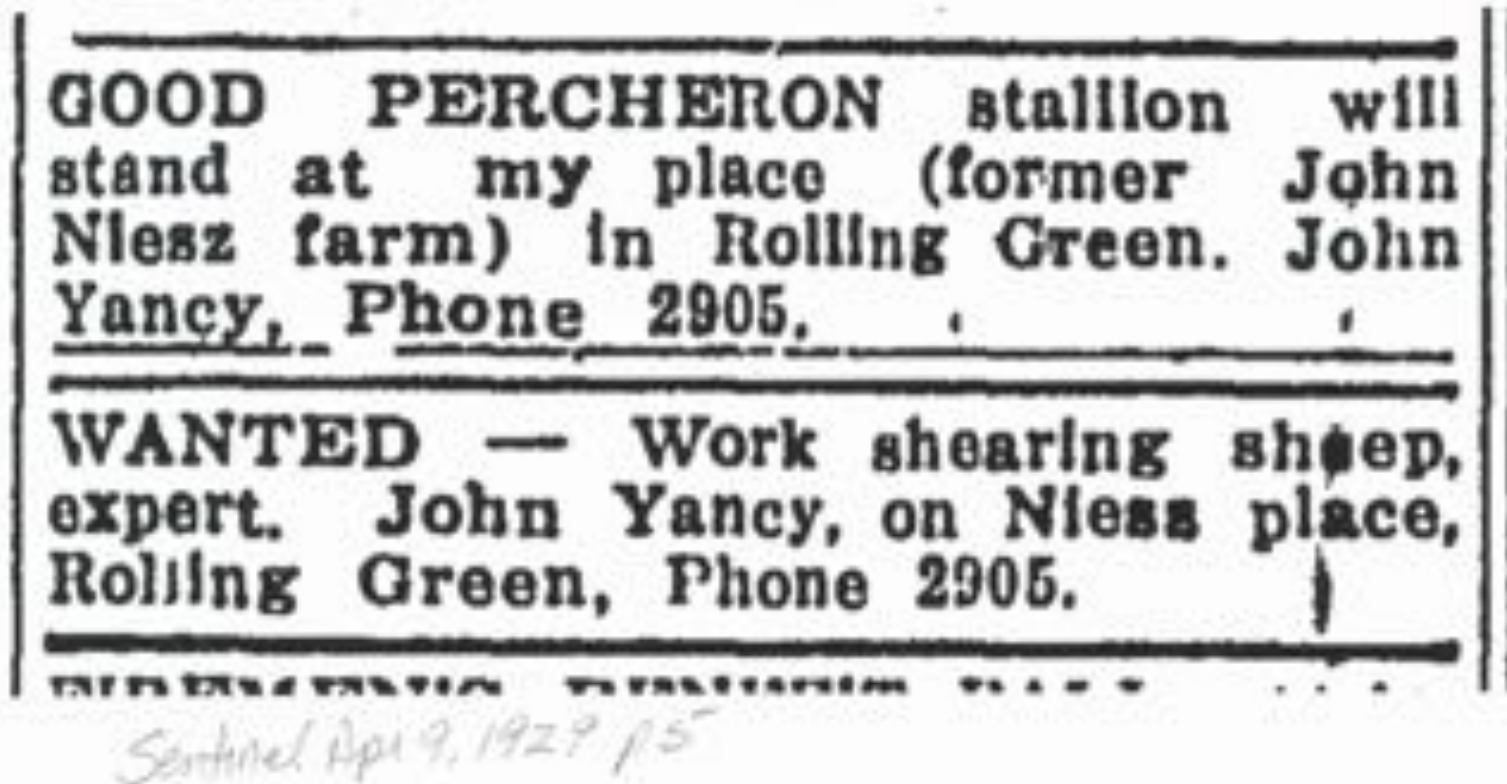 GOOD PERCHERON stallion will
stand at my place (former John
Niesz farm) in Rolling Green. John
Yancy, Phone 2905.
WANTED — Work shearing sheep,
expert. John Yancy, on Niess place,
Rolling Green, Phone 2905.
Sentinel Apr 9, 1929 p5